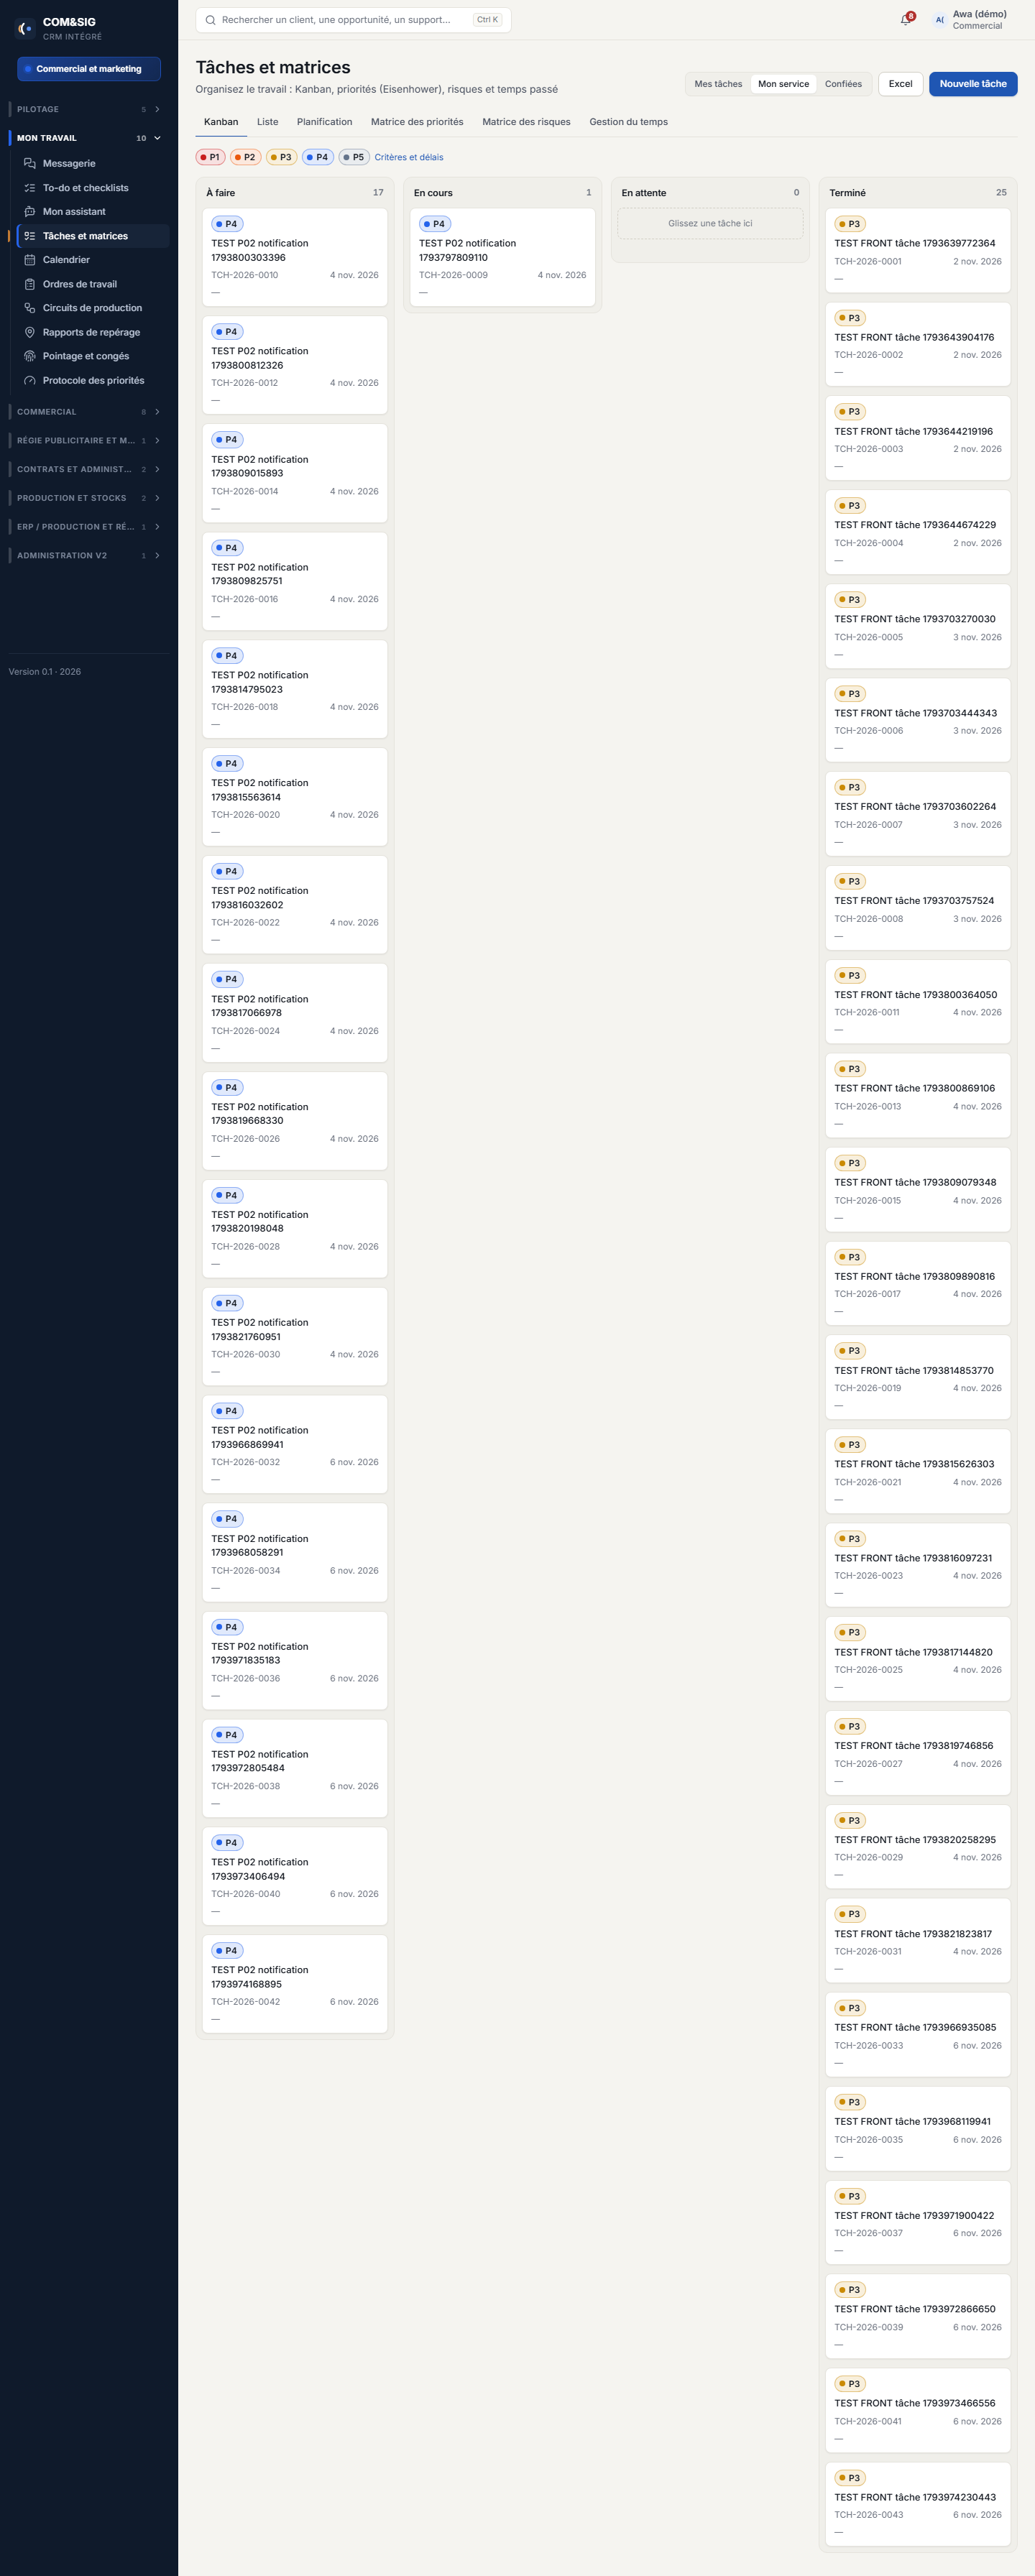 COM&SIG
CRM INTÉGRÉ
Commercial et marketing
PILOTAGE 5
MON TRAVAIL 10
Messagerie
To-do et checklists
Mon assistant
Tâches et matrices
Calendrier
Ordres de travail
Circuits de production
Rapports de repérage
Pointage et congés
Protocole des priorités
COMMERCIAL 8
RÉGIE PUBLICITAIRE ET M... 1
CONTRATS ET ADMINIST... 2
PRODUCTION ET STOCKS 2
ERP / PRODUCTION ET RÉ... 1
ADMINISTRATION V2 1
Version 0.1 · 2026
Rechercher un client, une opportunité, un support... Ctrl K
8
A(
Awa (démo)
Commercial
Tâches et matrices
Organisez le travail : Kanban, priorités (Eisenhower), risques et temps passé
Mes tâches Mon service Confiées Excel Nouvelle tâche
Kanban Liste Planification Matrice des priorités Matrice des risques Gestion du temps
P1 P2 P3 P4 P5 Critères et délais
À faire 17
P4
TEST P02 notification
1793800303396
TCH-2026-0010 4 nov. 2026
—
P4
TEST P02 notification
1793800812326
TCH-2026-0012 4 nov. 2026
—
P4
TEST P02 notification
1793809015893
TCH-2026-0014 4 nov. 2026
—
P4
TEST P02 notification
1793809825751
TCH-2026-0016 4 nov. 2026
—
P4
TEST P02 notification
1793814795023
TCH-2026-0018 4 nov. 2026
—
P4
TEST P02 notification
1793815563614
TCH-2026-0020 4 nov. 2026
—
P4
TEST P02 notification
1793816032602
TCH-2026-0022 4 nov. 2026
—
P4
TEST P02 notification
1793817066978
TCH-2026-0024 4 nov. 2026
—
P4
TEST P02 notification
1793819668330
TCH-2026-0026 4 nov. 2026
—
P4
TEST P02 notification
1793820198048
TCH-2026-0028 4 nov. 2026
—
P4
TEST P02 notification
1793821760951
TCH-2026-0030 4 nov. 2026
—
P4
TEST P02 notification
1793966869941
TCH-2026-0032 6 nov. 2026
—
P4
TEST P02 notification
1793968058291
TCH-2026-0034 6 nov. 2026
—
P4
TEST P02 notification
1793971835183
TCH-2026-0036 6 nov. 2026
—
P4
TEST P02 notification
1793972805484
TCH-2026-0038 6 nov. 2026
—
P4
TEST P02 notification
1793973406494
TCH-2026-0040 6 nov. 2026
—
P4
TEST P02 notification
1793974168895
TCH-2026-0042 6 nov. 2026
—
En cours 1
P4
TEST P02 notification
1793797809110
TCH-2026-0009 4 nov. 2026
—
En attente 0
Glissez une tâche ici
Terminé 25
P3
TEST FRONT tâche 1793639772364
TCH-2026-0001 2 nov. 2026
—
P3
TEST FRONT tâche 1793643904176
TCH-2026-0002 2 nov. 2026
—
P3
TEST FRONT tâche 1793644219196
TCH-2026-0003 2 nov. 2026
—
P3
TEST FRONT tâche 1793644674229
TCH-2026-0004 2 nov. 2026
—
P3
TEST FRONT tâche 1793703270030
TCH-2026-0005 3 nov. 2026
—
P3
TEST FRONT tâche 1793703444343
TCH-2026-0006 3 nov. 2026
—
P3
TEST FRONT tâche 1793703602264
TCH-2026-0007 3 nov. 2026
—
P3
TEST FRONT tâche 1793703757524
TCH-2026-0008 3 nov. 2026
—
P3
TEST FRONT tâche 1793800364050
TCH-2026-0011 4 nov. 2026
—
P3
TEST FRONT tâche 1793800869106
TCH-2026-0013 4 nov. 2026
—
P3
TEST FRONT tâche 1793809079348
TCH-2026-0015 4 nov. 2026
—
P3
TEST FRONT tâche 1793809890816
TCH-2026-0017 4 nov. 2026
—
P3
TEST FRONT tâche 1793814853770
TCH-2026-0019 4 nov. 2026
—
P3
TEST FRONT tâche 1793815626303
TCH-2026-0021 4 nov. 2026
—
P3
TEST FRONT tâche 1793816097231
TCH-2026-0023 4 nov. 2026
—
P3
TEST FRONT tâche 1793817144820
TCH-2026-0025 4 nov. 2026
—
P3
TEST FRONT tâche 1793819746856
TCH-2026-0027 4 nov. 2026
—
P3
TEST FRONT tâche 1793820258295
TCH-2026-0029 4 nov. 2026
—
P3
TEST FRONT tâche 1793821823817
TCH-2026-0031 4 nov. 2026
—
P3
TEST FRONT tâche 1793966935085
TCH-2026-0033 6 nov. 2026
—
P3
TEST FRONT tâche 1793968119941
TCH-2026-0035 6 nov. 2026
—
P3
TEST FRONT tâche 1793971900422
TCH-2026-0037 6 nov. 2026
—
P3
TEST FRONT tâche 1793972866650
TCH-2026-0039 6 nov. 2026
—
P3
TEST FRONT tâche 1793973466556
TCH-2026-0041 6 nov. 2026
—
P3
TEST FRONT tâche 1793974230443
TCH-2026-0043 6 nov. 2026
—